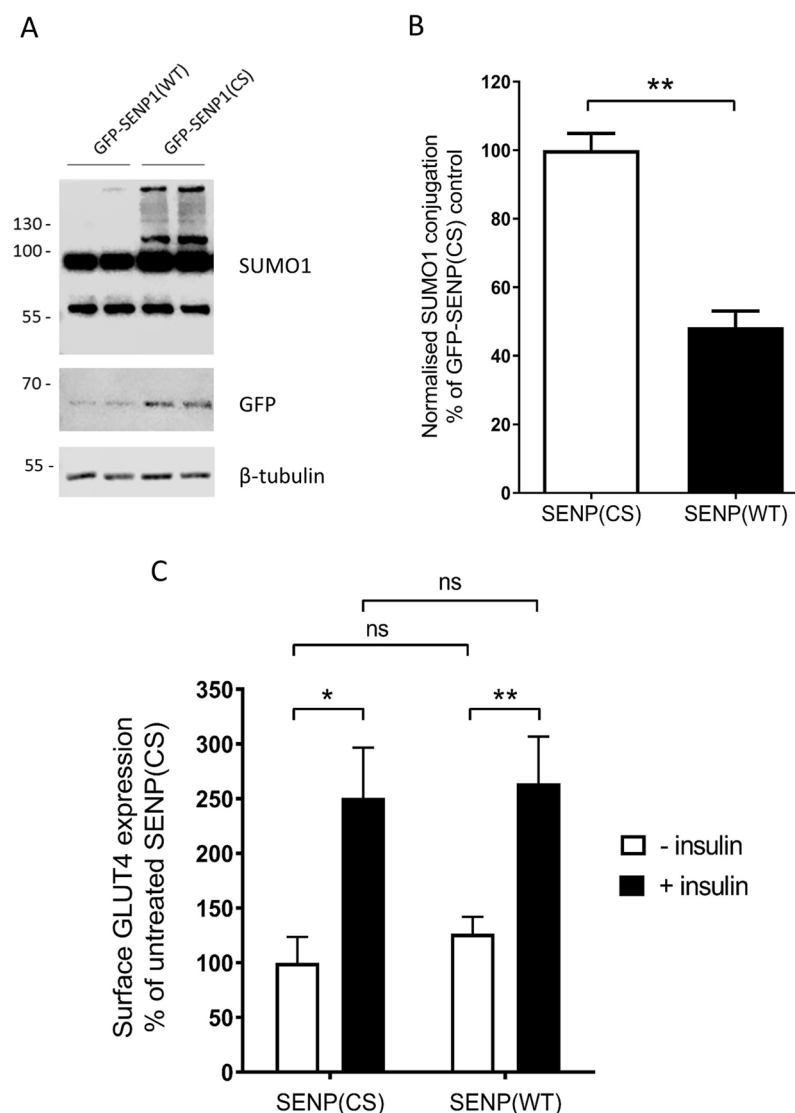 A
GFP-SENP1(WT)
GFP-SENP1(CS)
130 -
100 -
55 -
SUMO1
70 -
GFP
55 -
β-tubulin
B
Normalised SUMO1 conjugation
% of GFP-SENP(CS) control
120
100
80
60
40
20
0
**
SENP(CS)
SENP(WT)
C
ns
ns
Surface GLUT4 expression
% of untreated SENP(CS)
350
300
250
200
150
100
50
0
*
**
- insulin
+ insulin
SENP(CS)
SENP(WT)